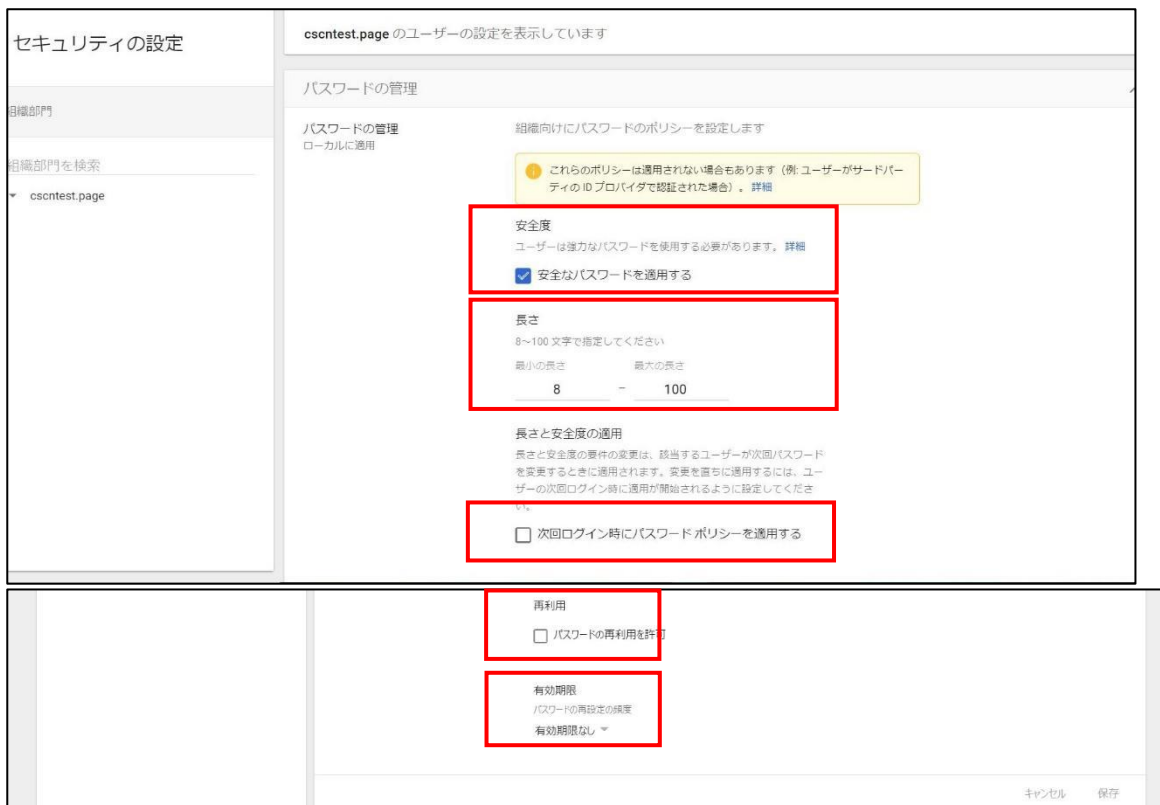 セキュリティの設定
組織部門
組織部門を検索
cscntest.page
cscntest.page のユーザーの設定を表示しています
パスワードの管理
パスワードの管理
ローカルに適用
組織向けにパスワードのポリシーを設定します
これらのポリシーは適用されない場合もあります（例: ユーザーがサードパー
ティの ID プロバイダで認証された場合）。 詳細
安全度
ユーザーは強力なパスワードを使用する必要があります。 詳細
安全なパスワードを適用する
長さ
8～100 文字で指定してください
最小の長さ 最大の長さ
8 – 100
長さと安全度の適用
長さと安全度の要件の変更は、該当するユーザーが次回パスワード
を変更するときに適用されます。変更を直ちに適用するには、ユー
ザーの次回ログイン時に適用が開始されるように設定してくださ
い。
次回ログイン時にパスワード ポリシーを適用する
再利用
パスワードの再利用を許可
有効期限
パスワードの再設定の頻度
有効期限なし
キャンセル 保存